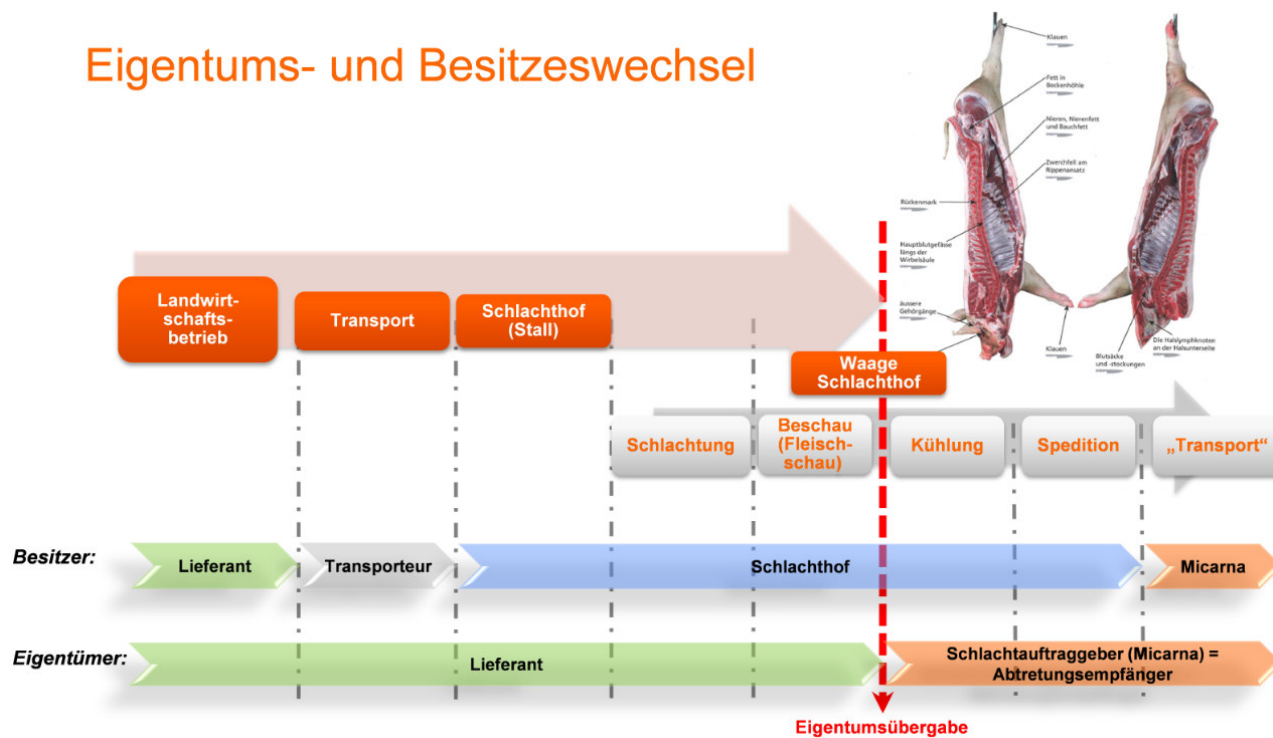 Eigentums- und Besitzeswechsel
Klauen
Fett in
Beckenhöhle
Nieren, Nierenfett
und Bauchfett
Zwerchfell am
Rippenansatz
Rückenmark
Hauptblutgefässe
längs der
Wirbelsäule
äussere
Gehörgänge
Klauen
Blutsäcke
und -stockungen
Die Halslymphknoten
an der Halsunterseite
Landwirt-
schafts-
betrieb
Transport
Schlachthof
(Stall)
Waage
Schlachthof
Schlachtung
Beschau
(Fleisch-
schau)
Kühlung
Spedition
„Transport“
Besitzer:
Lieferant
Transporteur
Schlachthof
Micarna
Eigentümer:
Lieferant
Schlachtauftraggeber (Micarna) =
Abtretungsempfänger
Eigentumsübergabe